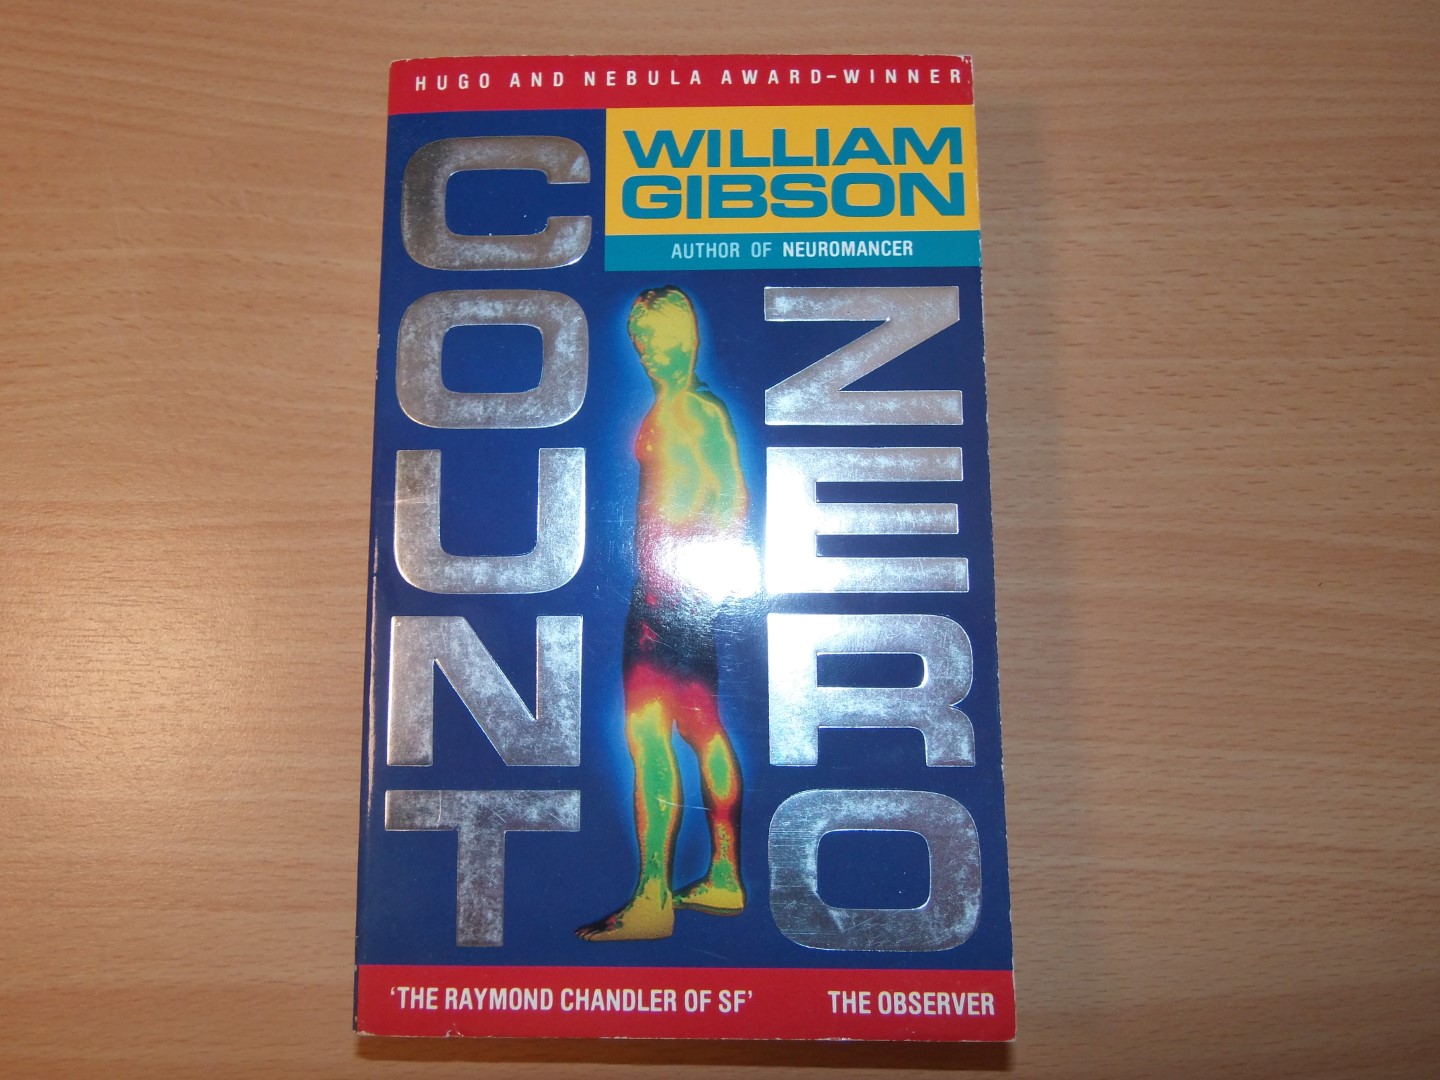 HUGO AND NEBULA AWARD-WINNER
WILLIAM
GIBSON
AUTHOR OF NEUROMANCER
COUNT
ZERO
'THE RAYMOND CHANDLER OF SF' THE OBSERVER